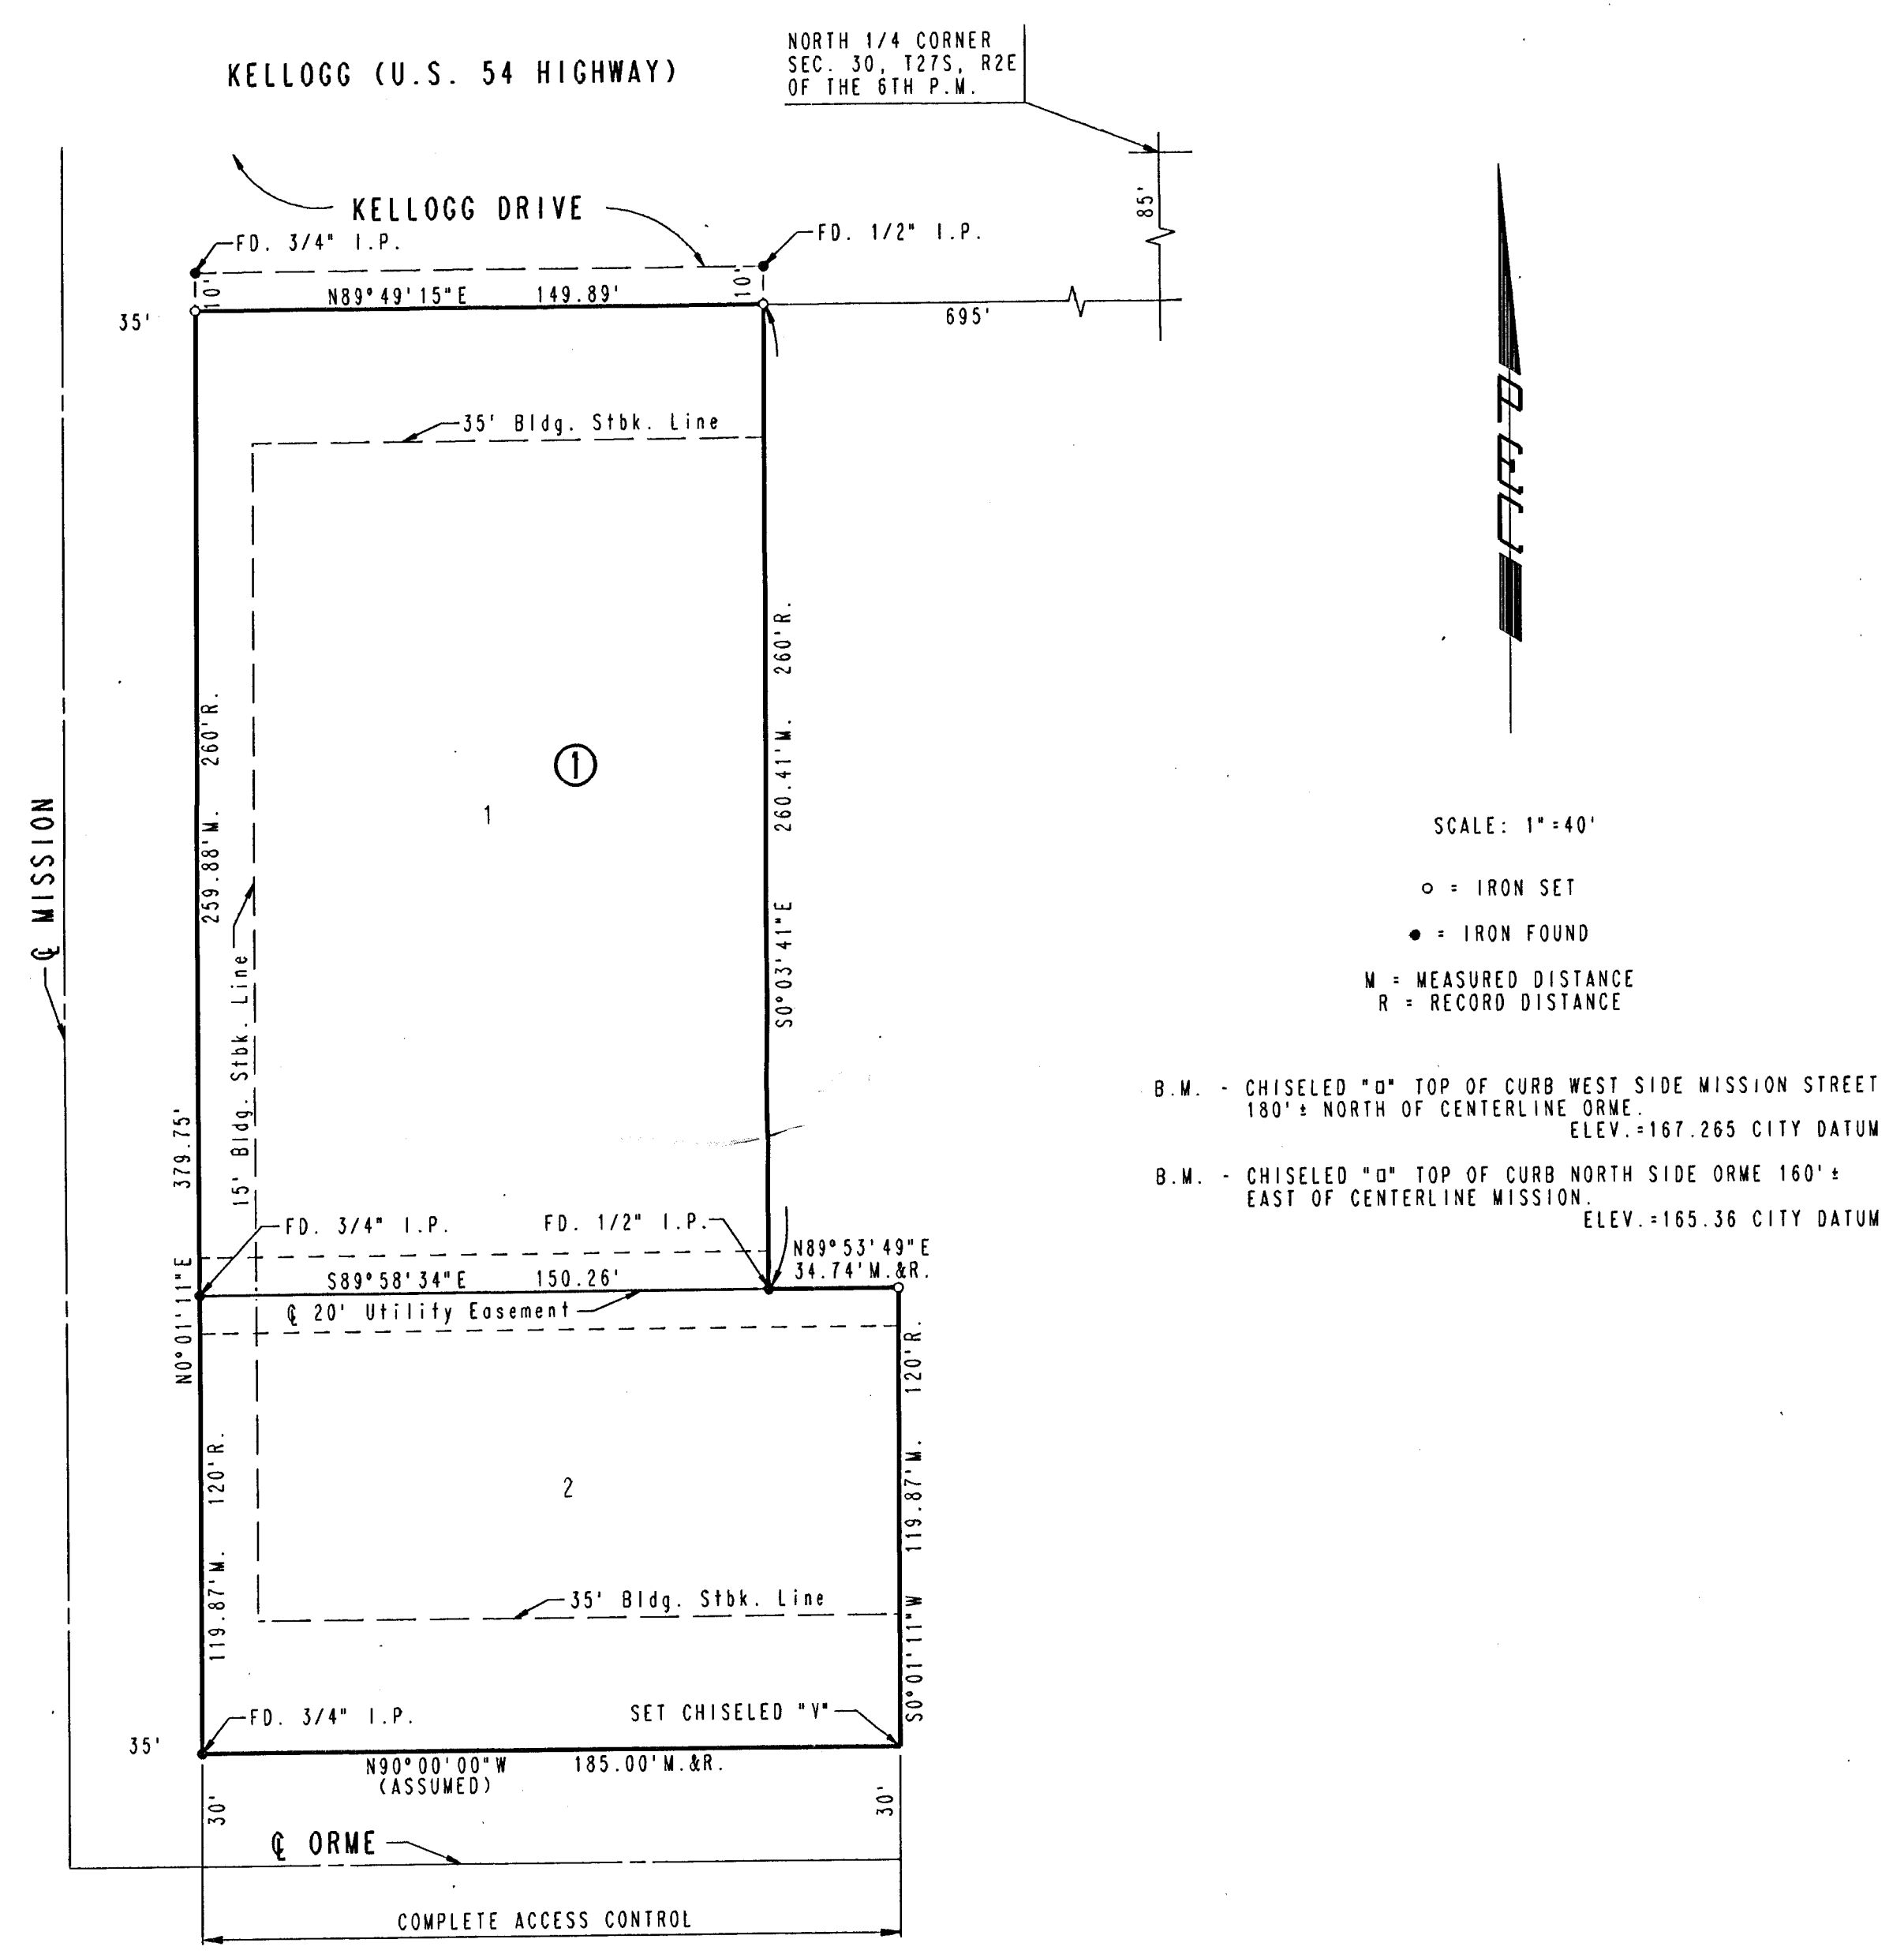 KELLOGG (U.S. 54 HIGHWAY)
NORTH 1/4 CORNER
SEC. 30, T27S, R2E
OF THE 6TH P.M.
85'
KELLOGG DRIVE
FD. 3/4" I.P.
FD. 1/2" I.P.
10'
10'
N89°49'15"E 149.89'
35'
695'
35' Bldg. Stbk. Line
PEC
260'R.
260'R.
260.41'M.
259.88'M.
1
1
S0°03'41"E
℄ MISSION
15' Bldg. Stbk. Line
379.75'
N0°01'11"E
SCALE: 1"=40'
o = IRON SET
● = IRON FOUND
M = MEASURED DISTANCE
R = RECORD DISTANCE
B.M. - CHISELED "□" TOP OF CURB WEST SIDE MISSION STREET
180'± NORTH OF CENTERLINE ORME.
ELEV.=167.265 CITY DATUM
B.M. - CHISELED "□" TOP OF CURB NORTH SIDE ORME 160'±
EAST OF CENTERLINE MISSION.
ELEV.=165.36 CITY DATUM
FD. 3/4" I.P.
FD. 1/2" I.P.
N89°53'49"E
34.74'M.&R.
S89°58'34"E 150.26'
℄ 20' Utility Easement
120'R.
120'R.
119.87'M.
119.87'M.
2
35' Bldg. Stbk. Line
S0°01'11"W
FD. 3/4" I.P.
SET CHISELED "V"
35'
N90°00'00"W 185.00'M.&R.
(ASSUMED)
30'
30'
℄ ORME
COMPLETE ACCESS CONTROL